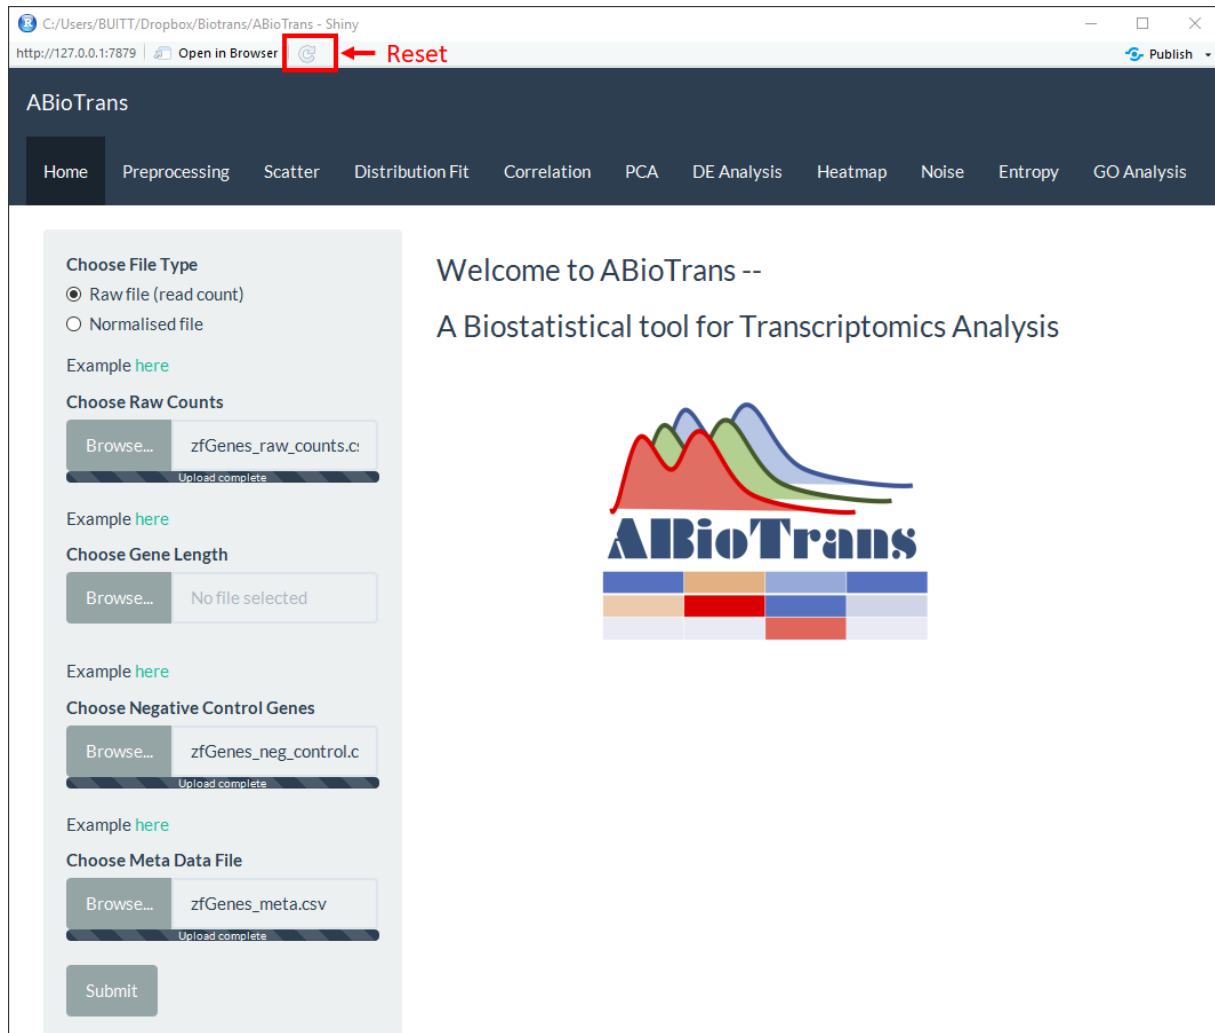 C:/Users/BUITT/Dropbox/Biotrans/ABioTrans - Shiny
http://127.0.0.1:7879 Open in Browser Reset Publish
ABioTrans
Home Preprocessing Scatter Distribution Fit Correlation PCA DE Analysis Heatmap Noise Entropy GO Analysis
Choose File Type
Raw file (read count)
Normalised file
Example here
Choose Raw Counts
Browse... zfGenes_raw_counts.cs
Upload complete
Example here
Choose Gene Length
Browse... No file selected
Example here
Choose Negative Control Genes
Browse... zfGenes_neg_control.c
Upload complete
Example here
Choose Meta Data File
Browse... zfGenes_meta.csv
Upload complete
Submit
Welcome to ABioTrans --
A Biostatistical tool for Transcriptomics Analysis
ABioTrans